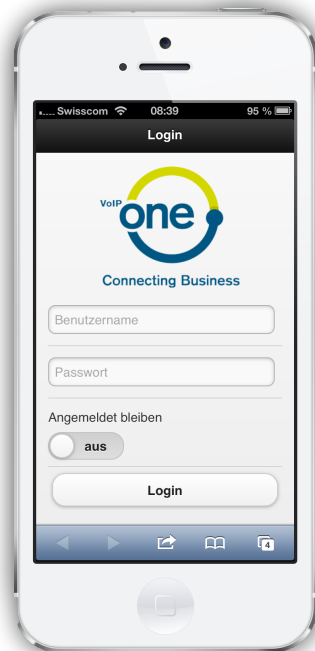 Swisscom 08:39 95 %
Login
VoIP
one
Connecting Business
Benutzername
Passwort
Angemeldet bleiben
aus
Login
4